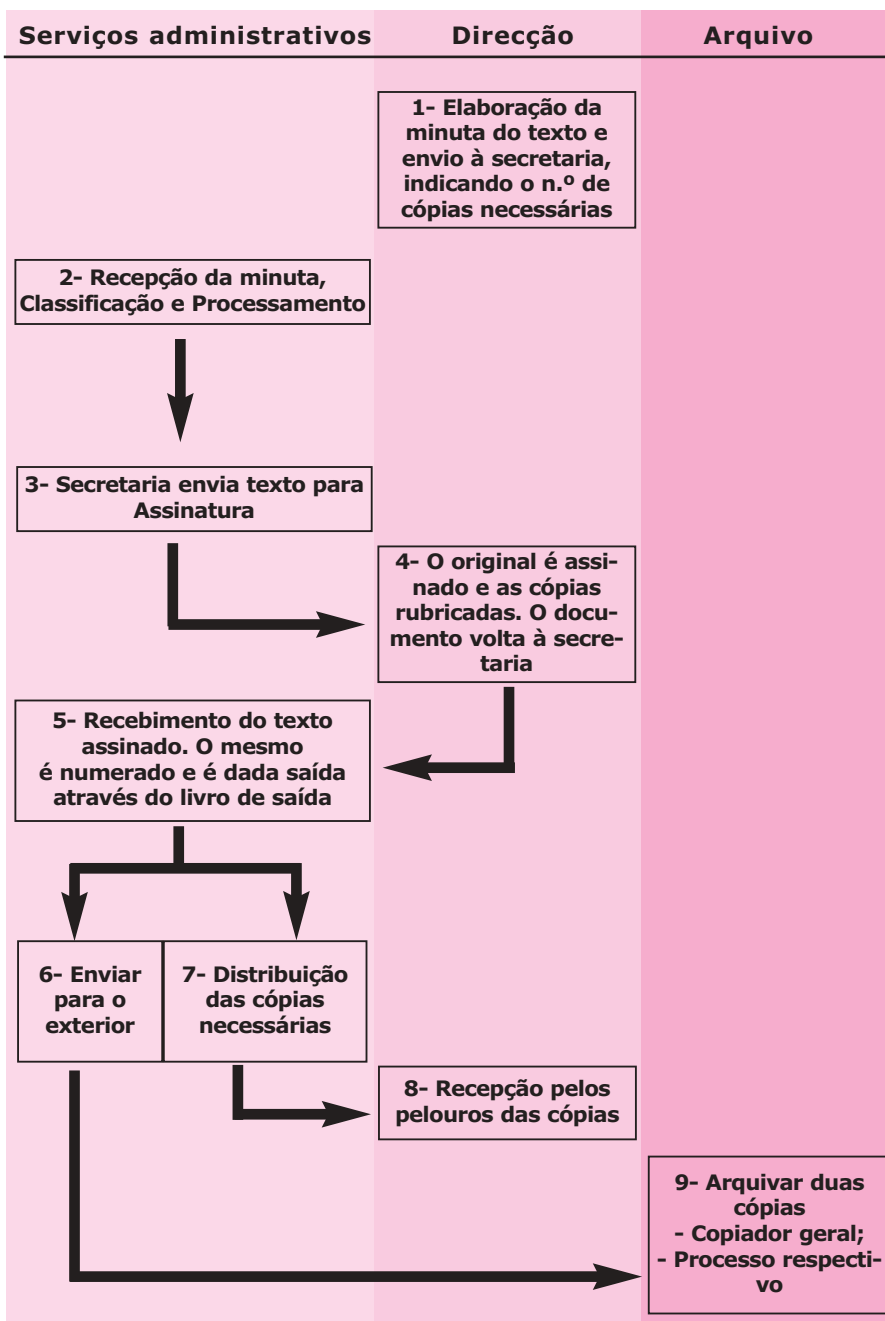 Serviços administrativos Direcção Arquivo
1- Elaboração da
minuta do texto e
envio à secretaria,
indicando o n.º de
cópias necessárias
2- Recepção da minuta,
Classificação e Processamento
3- Secretaria envia texto para
Assinatura
4- O original é assi-
nado e as cópias
rubricadas. O docu-
mento volta à secre-
taria
5- Recebimento do texto
assinado. O mesmo
é numerado e é dada saída
através do livro de saída
6- Enviar
para o
exterior
7- Distribuição
das cópias
necessárias
8- Recepção pelos
pelouros das cópias
9- Arquivar duas
cópias
- Copiador geral;
- Processo respecti-
vo